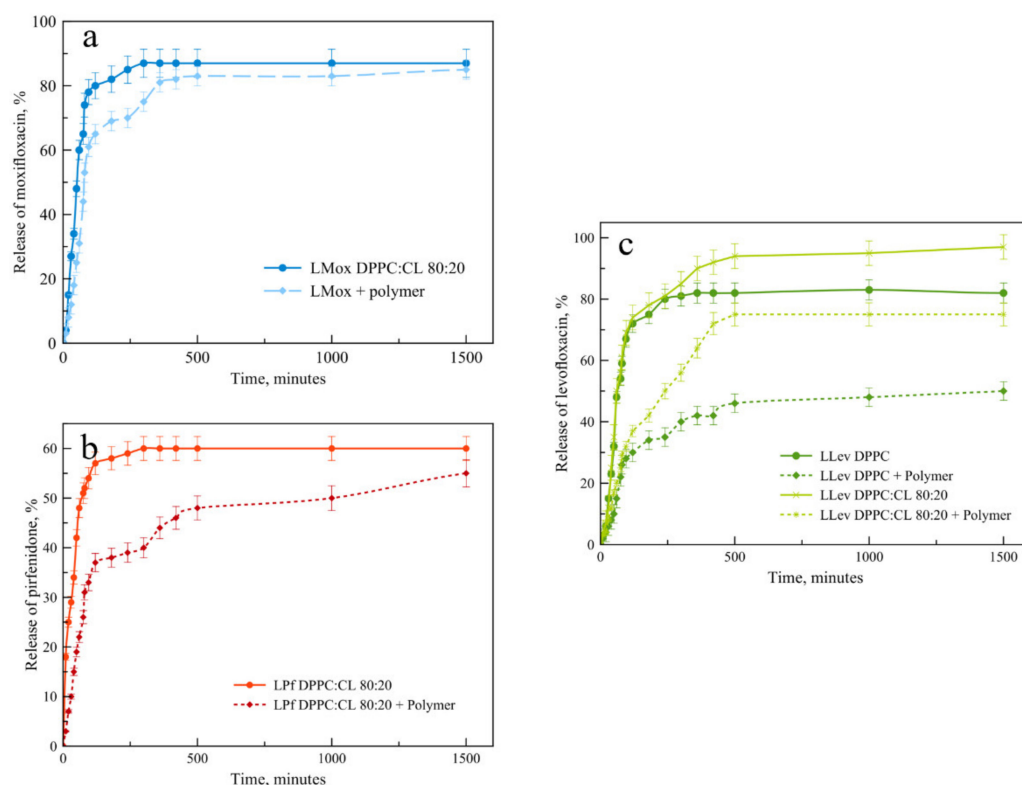 a
100
80
60
40
20
0
Release of moxifloxacin, %
LMox DPPC:CL 80:20
LMox + polymer
0
500
1000
1500
Time, minutes
b
60
50
40
30
20
10
0
Release of pirfenidone, %
LPf DPPC:CL 80:20
LPf DPPC:CL 80:20 + Polymer
0
500
1000
1500
Time, minutes
c
100
80
60
40
20
0
Release of levofloxacin, %
LLev DPPC
LLev DPPC + Polymer
LLev DPPC:CL 80:20
LLev DPPC:CL 80:20 + Polymer
0
500
1000
1500
Time, minutes